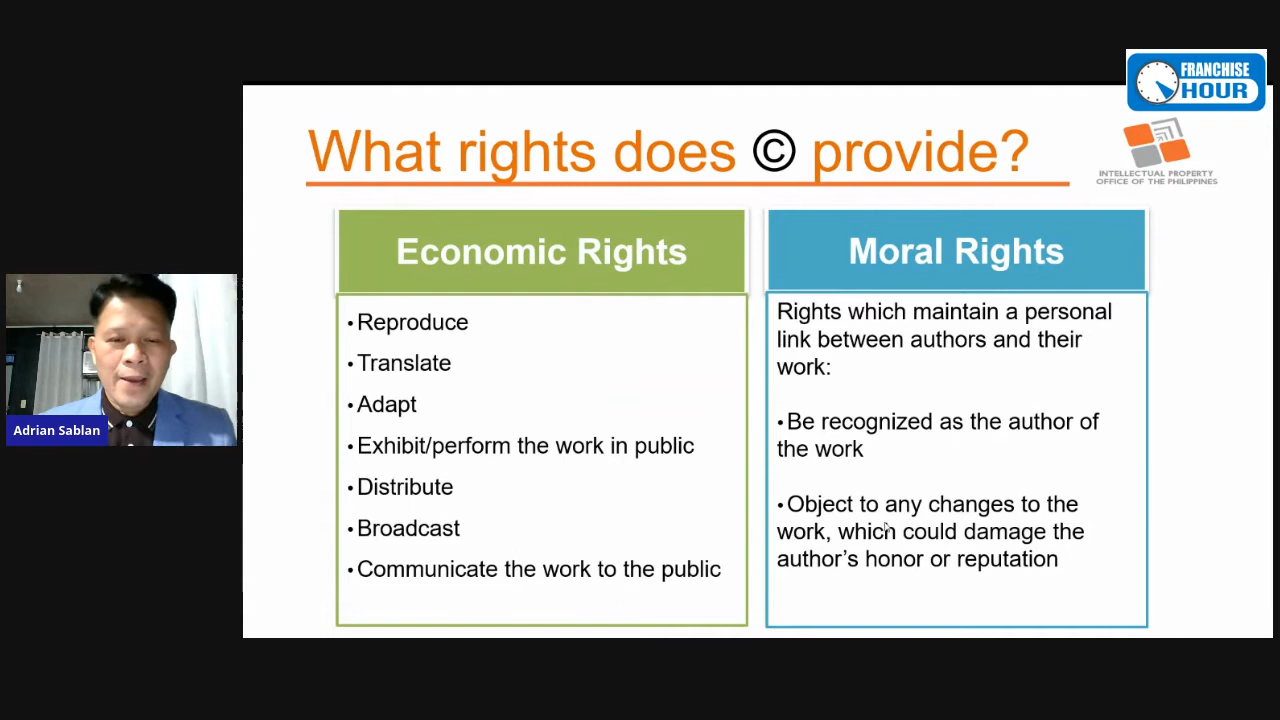 FRANCHISE
HOUR
What rights does © provide?
INTELLECTUAL PROPERTY
OFFICE OF THE PHILIPPINES
Economic Rights
•Reproduce
•Translate
•Adapt
•Exhibit/perform the work in public
•Distribute
•Broadcast
•Communicate the work to the public
Moral Rights
Rights which maintain a personal
link between authors and their
work:
•Be recognized as the author of
the work
•Object to any changes to the
work, which could damage the
author’s honor or reputation
Adrian Sablan